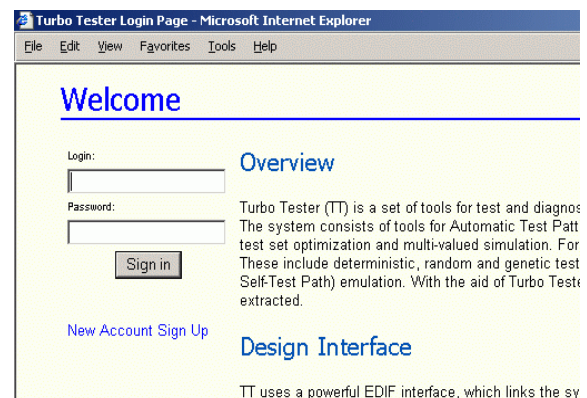 Turbo Tester Login Page - Microsoft Internet Explorer
File Edit View Favorites Tools Help
Welcome
Login:
Password:
Sign in
New Account Sign Up
Overview
Turbo Tester (TT) is a set of tools for test and
The system consists of tools for Automatic Test
test set optimization and multi-valued simulation. For
These include deterministic, random and genetic test
Self-Test Path) emulation. With the aid of Turbo
extracted.
Design Interface
TT uses a powerful EDIF interface, which links the